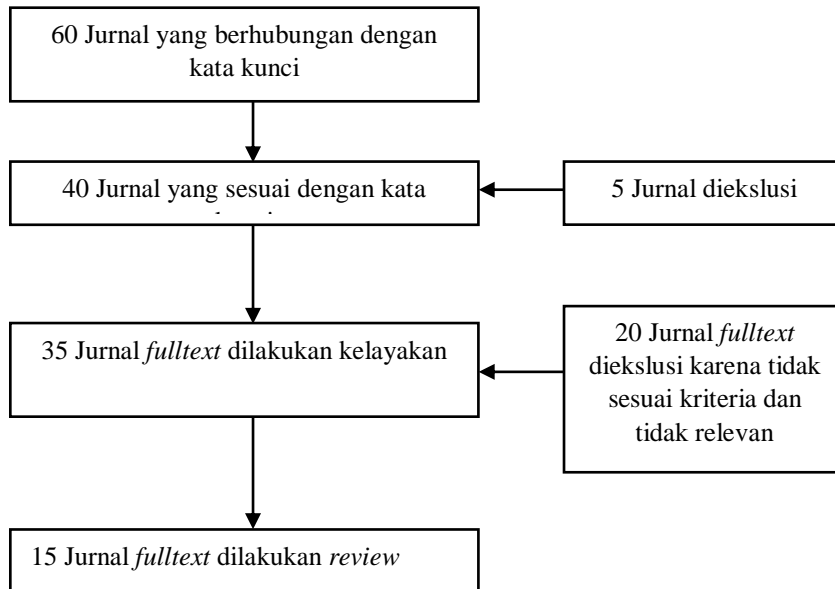 60 Jurnal yang berhubungan dengan
kata kunci
40 Jurnal yang sesuai dengan kata
5 Jurnal diekslusi
35 Jurnal fulltext dilakukan kelayakan
20 Jurnal fulltext
diekslusi karena tidak
sesuai kriteria dan
tidak relevan
15 Jurnal fulltext dilakukan review